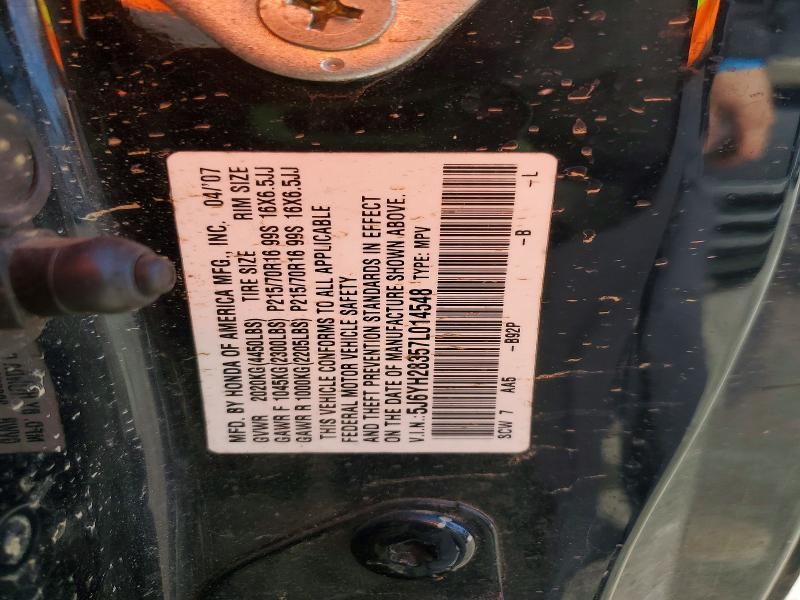 MFD. BY HONDA OF AMERICA MFG., INC. 04/'07
GVWR 2020KG(4450LBS) TIRE SIZE RIM SIZE
GAWR F 1045KG(2300LBS) P215/70R16 99S 16X6.5JJ
GAWR R 1000KG(2205LBS) P215/70R16 99S 16X6.5JJ
THIS VEHICLE CONFORMS TO ALL APPLICABLE
FEDERAL MOTOR VEHICLE SAFETY
AND THEFT PREVENTION STANDARDS IN EFFECT
ON THE DATE OF MANUFACTURE SHOWN ABOVE.
V.I.N.:5J6YH28357L014548 TYPE: MPV
SCW 7 AA6 -B92P -B -L